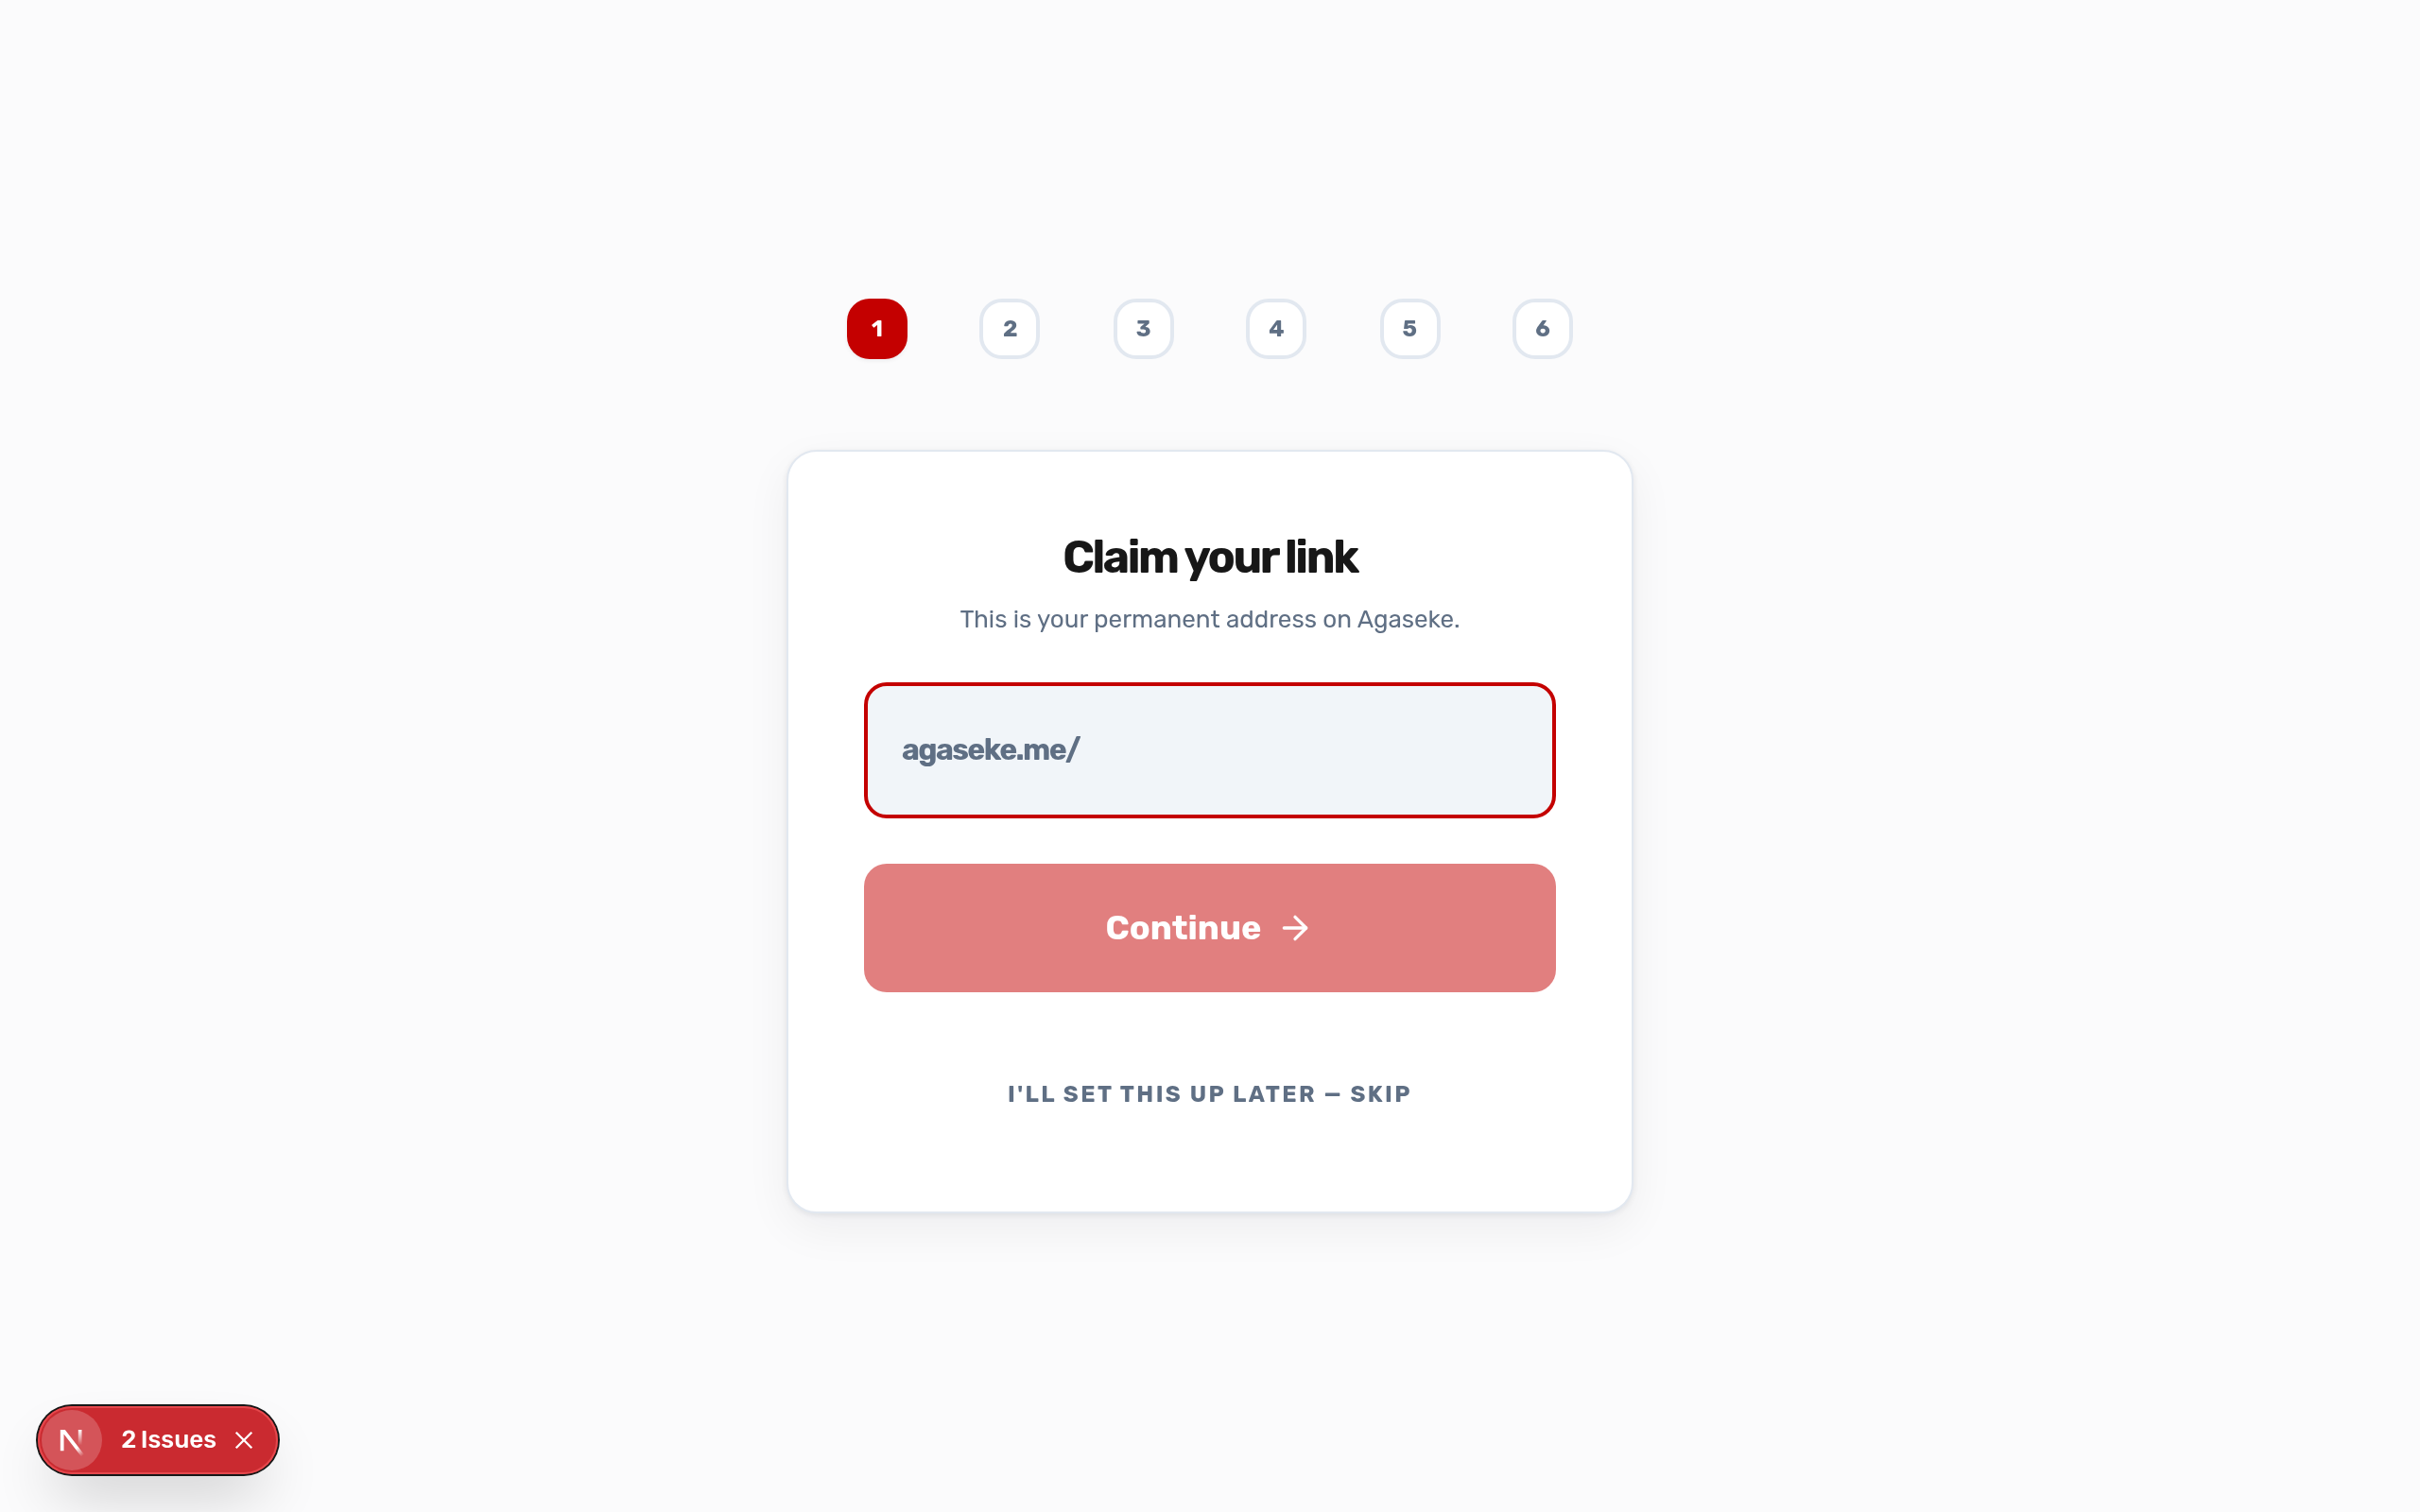 1 2 3 4 5 6
Claim your link
This is your permanent address on Agaseke.
agaseke.me/
Continue →
I'LL SET THIS UP LATER — SKIP
N 2 Issues